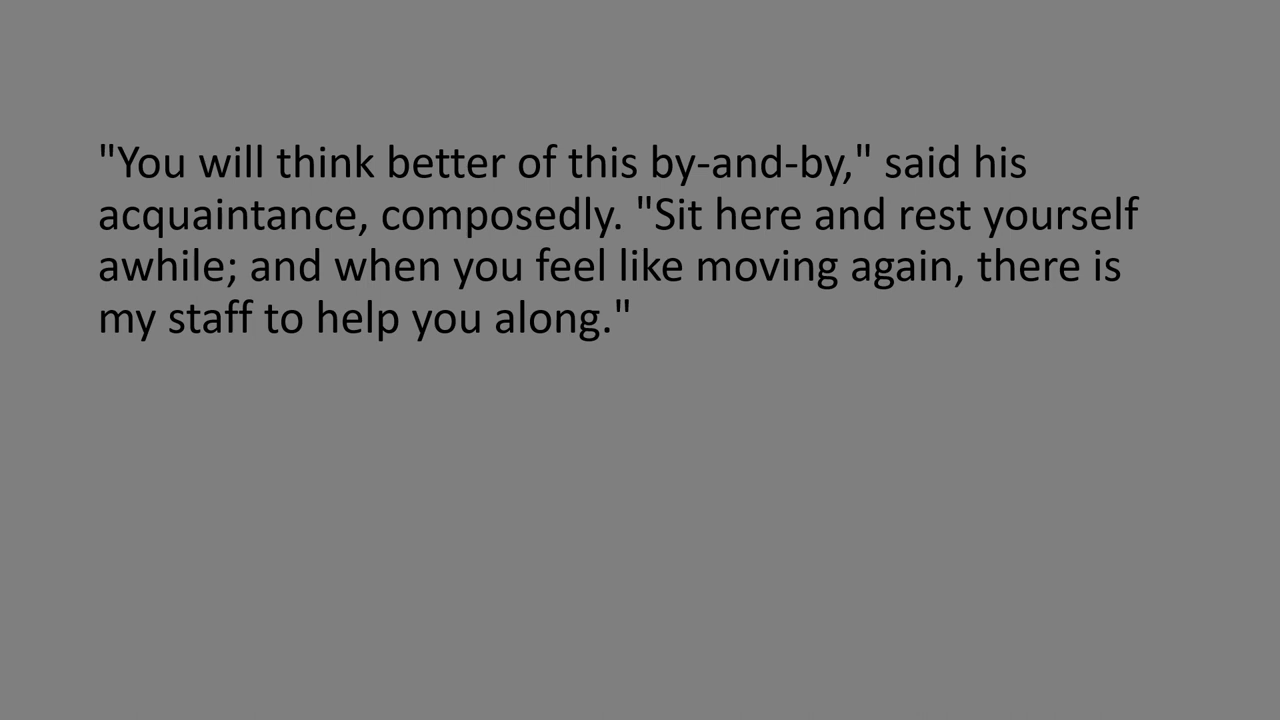 "You will think better of this by-and-by," said his
acquaintance, composedly. "Sit here and rest yourself
awhile; and when you feel like moving again, there is
my staff to help you along."